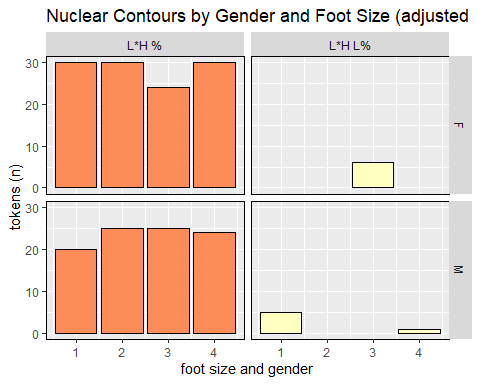 Nuclear Contours by Gender and Foot Size (adjusted
L*H %
L*H L%
30
20
10
0
F
30
20
10
0
M
tokens (n)
1 2 3 4
1 2 3 4
foot size and gender